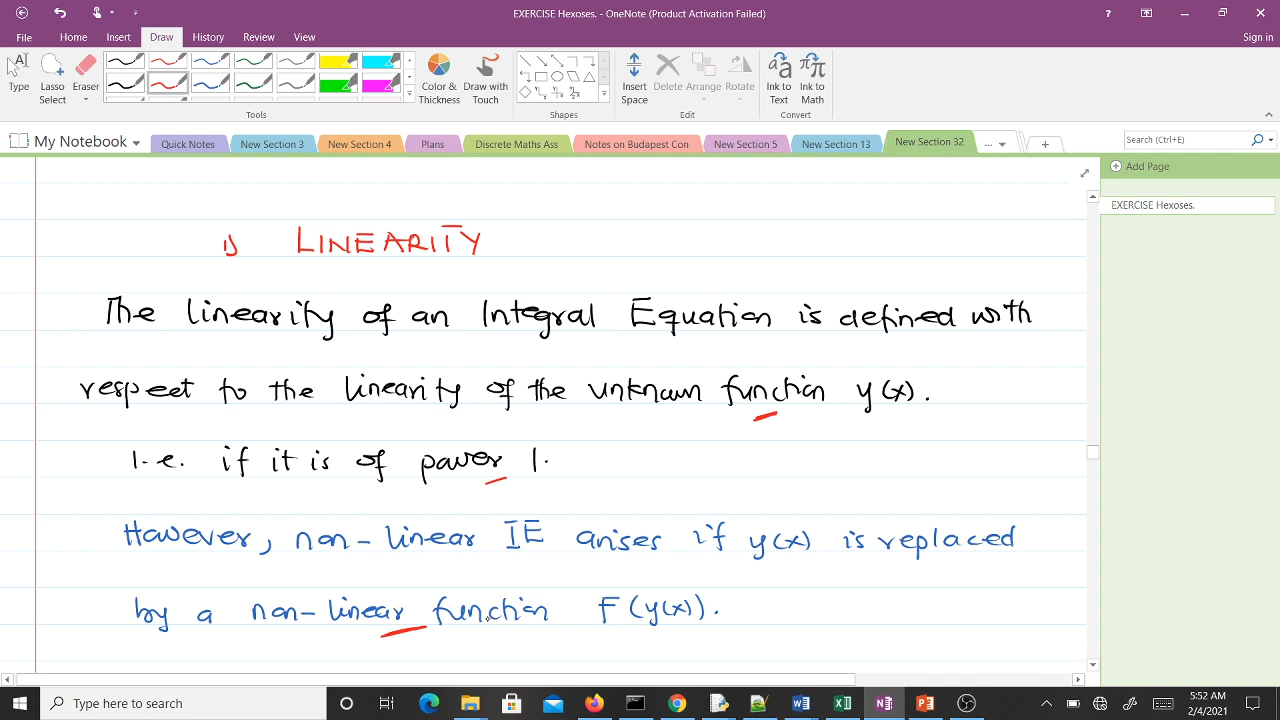 EXERCISE Hexoses. - OneNote (Product Activation Failed)
File Home Insert Draw History Review View
Sign in
Type
Lasso Select
Eraser
Color & Thickness
Draw with Touch
Insert Space
Delete
Arrange
Rotate
Ink to Text
Ink to Math
Tools Shapes Edit Convert
My Notebook Quick Notes New Section 3 New Section 4 Plans Discrete Maths Ass Notes on Budapest Con New Section 5 New Section 13 New Section 32 ... + Search (Ctrl+E)
Add Page
EXERCISE Hexoses.
1) LINEARITY
The linearity of an Integral Equation is defined with
respect to the linearity of the unknown function y(x).
I.e. if it is of power 1.
However, non-linear IE arises if y(x) is replaced
by a non-linear function F(y(x)).
Type here to search
5:52 AM
2/4/2021